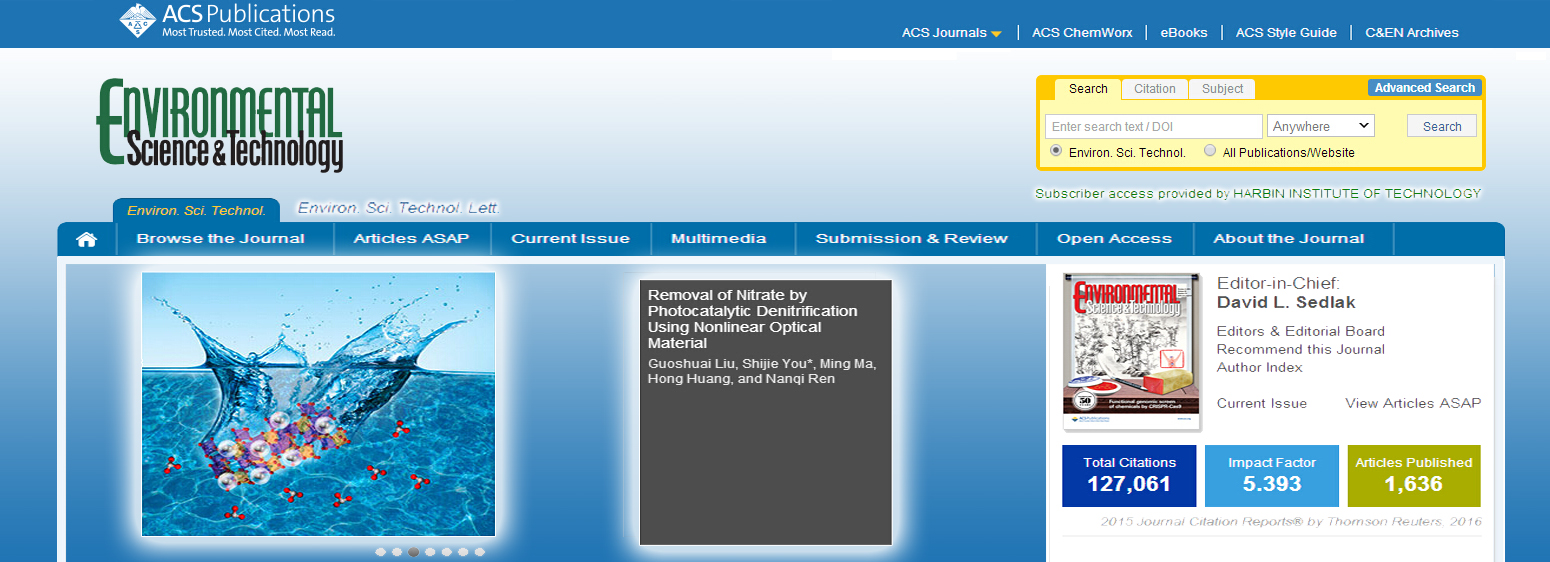 ACS Publications
Most Trusted. Most Cited. Most Read.
ACS Journals
ACS ChemWorx
eBooks
ACS Style Guide
C&EN Archives
Environmental
Science & Technology
Search
Citation
Subject
Advanced Search
Enter search text / DOI
Anywhere
Search
Environ. Sci. Technol.
All Publications/Website
Subscriber access provided by HARBIN INSTITUTE OF TECHNOLOGY
Environ. Sci. Technol.
Environ. Sci. Technol. Lett.
Browse the Journal
Articles ASAP
Current Issue
Multimedia
Submission & Review
Open Access
About the Journal
Removal of Nitrate by
Photocatalytic Denitrification
Using Nonlinear Optical
Material
Guoshuai Liu, Shijie You*, Ming Ma,
Hong Huang, and Nanqi Ren
Environmental
Science & Technology
50
Functional genomic screen
of chemicals by CRISPR-Cas9
ACS Publications
Editor-in-Chief:
David L. Sedlak
Editors & Editorial Board
Recommend this Journal
Author Index
Current Issue
View Articles ASAP
Total Citations
127,061
Impact Factor
5.393
Articles Published
1,636
2015 Journal Citation Reports® by Thomson Reuters, 2016